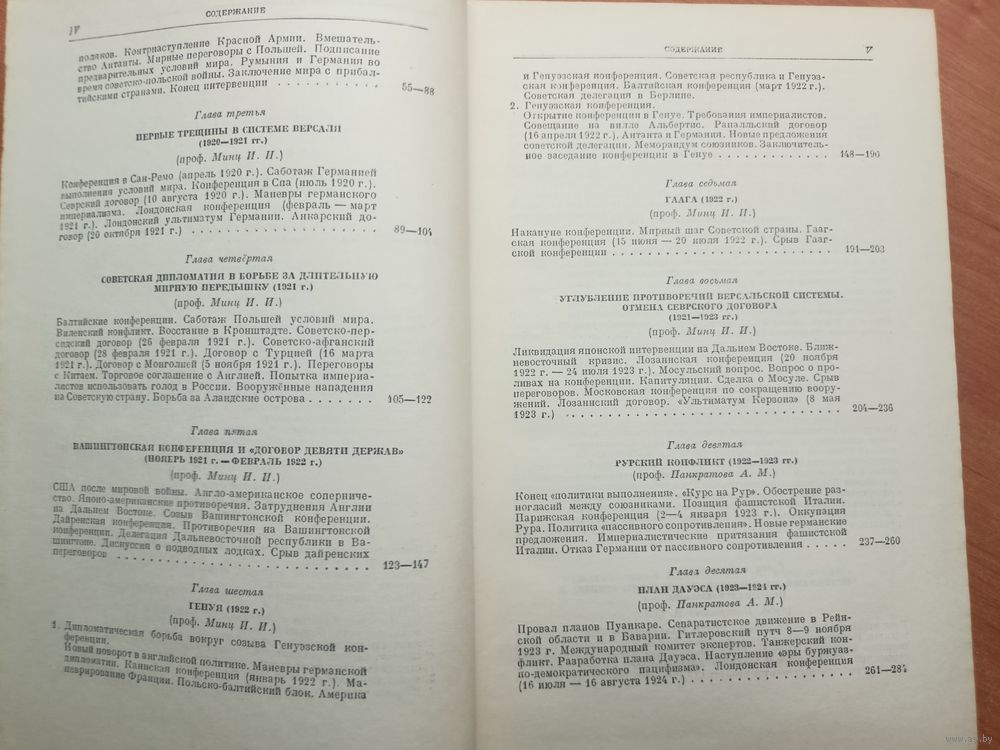 IV
СОДЕРЖАНИЕ
поляков. Контрнаступление Красной Армии. Вмешатель-
ство Антанты. Мирные переговоры с Польшей. Подписание
предварительных условий мира. Румыния и Германия во
время советско-польской войны. Заключение мира с прибал-
тийскими странами. Конец интервенции . . . . . . . . . . . 55—88
Глава третья
ПЕРВЫЕ ТРЕЩИНЫ В СИСТЕМЕ ВЕРСАЛЯ
(1920—1921 гг.)
(проф. Минц И. И.)
Конференция в Сан-Ремо (апрель 1920 г.). Саботаж Германией
выполнения условий мира. Конференция в Спа (июль 1920 г.).
Севрский договор (10 августа 1920 г.). Маневры германского
империализма. Лондонская конференция (февраль — март
1921 г.). Лондонский ультиматум Германии. Анкарский до-
говор (20 октября 1921 г.) . . . . . . . . . . . . . . . . . 89—104
Глава четвёртая
СОВЕТСКАЯ ДИПЛОМАТИЯ В БОРЬБЕ ЗА ДЛИТЕЛЬНУЮ
МИРНУЮ ПЕРЕДЫШКУ (1921 г.)
(проф. Минц И. И.)
Балтийские конференции. Саботаж Польшей условий мира.
Виленский конфликт. Восстание в Кронштадте. Советско-пер-
сидский договор (26 февраля 1921 г.). Советско-афганский
договор (28 февраля 1921 г.). Договор с Турцией (16 марта
1921 г.). Договор с Монголией (5 ноября 1921 г.). Переговоры
с Китаем. Торговое соглашение с Англией. Попытка империа-
листов использовать голод в России. Вооружённые нападения
на Советскую страну. Борьба за Аландские острова . . . . . . . 105—122
Глава пятая
ВАШИНГТОНСКАЯ КОНФЕРЕНЦИЯ И «ДОГОВОР ДЕВЯТИ ДЕРЖАВ»
(НОЯБРЬ 1921 г. — ФЕВРАЛЬ 1922 г.)
(проф. Минц И. И.)
США после мировой войны. Англо-американское соперниче-
ство. Японо-американские противоречия. Затруднения Англии
на Дальнем Востоке. Созыв Вашингтонской конференции.
Дайренская конференция. Противоречия на Вашингтонской
конференции. Делегация Дальневосточной республики в Ва-
шингтоне. Дискуссия о подводных лодках. Срыв дайренских
переговоров . . . . . . . . . . . . . . . . . . . . . . . . 123—147
Глава шестая
ГЕНУЯ (1922 г.)
(проф. Минц И. И.)
1. Дипломатическая борьба вокруг созыва Генуэзской кон-
ференции.
Новый поворот в английской политике. Маневры германской
дипломатии. Каннская конференция (январь 1922 г.). Ма-
неврирование Франции. Польско-балтийский блок. Америка
СОДЕРЖАНИЕ
V
и Генуэзская конференция. Советская республика и Генуэз-
ская конференция. Балтийская конференция (март 1922 г.).
Советская делегация в Берлине.
2. Генуэзская конференция.
Открытие конференции в Генуе. Требования империалистов.
Совещание на вилле Альбертис. Рапалльский договор
(16 апреля 1922 г.). Антанта и Германия. Новые предложения
советской делегации. Меморандум союзников. Заключитель-
ное заседание конференции в Генуе . . . . . . . . . . . . 148—190
Глава седьмая
ГААГА (1922 г.)
(проф. Минц И. И.)
Накануне конференции. Мирный шаг Советской страны. Гааг-
ская конференция (15 июня — 20 июля 1922 г.). Срыв Гааг-
ской конференции . . . . . . . . . . . . . . . . . . . . . 191—203
Глава восьмая
УГЛУБЛЕНИЕ ПРОТИВОРЕЧИЙ ВЕРСАЛЬСКОЙ СИСТЕМЫ.
ОТМЕНА СЕВРСКОГО ДОГОВОРА
(1921—1923 гг.)
(проф. Минц И. И.)
Ликвидация японской интервенции на Дальнем Востоке. Ближ-
невосточный кризис. Лозаннская конференция (20 ноября
1922 г. — 24 июля 1923 г.). Мосульский вопрос. Вопрос о про-
ливах на конференции. Капитуляции. Сделка о Мосуле. Срыв
переговоров. Московская конференция по сокращению воору-
жений. Лозаннский договор. «Ультиматум Керзона» (8 мая
1923 г.) . . . . . . . . . . . . . . . . . . . . . . . . . . 204—236
Глава девятая
РУРСКИЙ КОНФЛИКТ (1922—1923 гг.)
(проф. Панкратова А. М.)
Конец «политики выполнения». «Курс на Рур». Обострение раз-
ногласий между союзниками. Позиция фашистской Италии.
Парижская конференция (2—4 января 1923 г.). Оккупация
Рура. Политика «пассивного сопротивления». Новые германские
предложения. Империалистические притязания фашистской
Италии. Отказ Германии от пассивного сопротивления . . . . . 237—260
Глава десятая
ПЛАН ДАУЭСА (1923—1924 гг.)
(проф. Панкратова А. М.)
Провал планов Пуанкаре. Сепаратистское движение в Рейн-
ской области и в Баварии. Гитлеровский путч 8—9 ноября
1923 г. Международный комитет экспертов. Танжерский кон-
фликт. Разработка плана Дауэса. Наступление «эры буржуаз-
но-демократического пацифизма». Лондонская конференция
(16 июля — 16 августа 1924 г.) . . . . . . . . . . . . . . . 261—284
www.ay.by